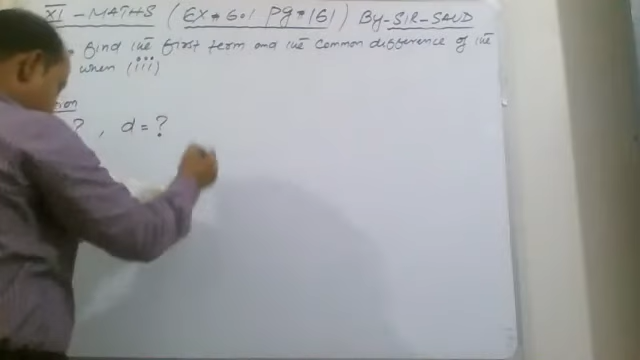 XI-MATHS (EX # 6.1 Pg # 161) By-SIR-SAUD
find the first term and the common difference of the
when (iii)
? , d = ?